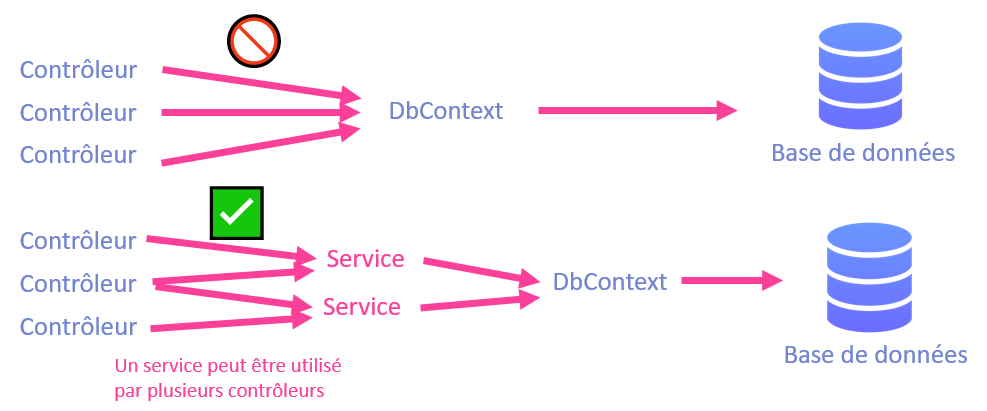 Contrôleur
Contrôleur
Contrôleur
DbContext
Base de données
Contrôleur
Contrôleur
Contrôleur
Service
Service
DbContext
Base de données
Un service peut être utilisé
par plusieurs contrôleurs